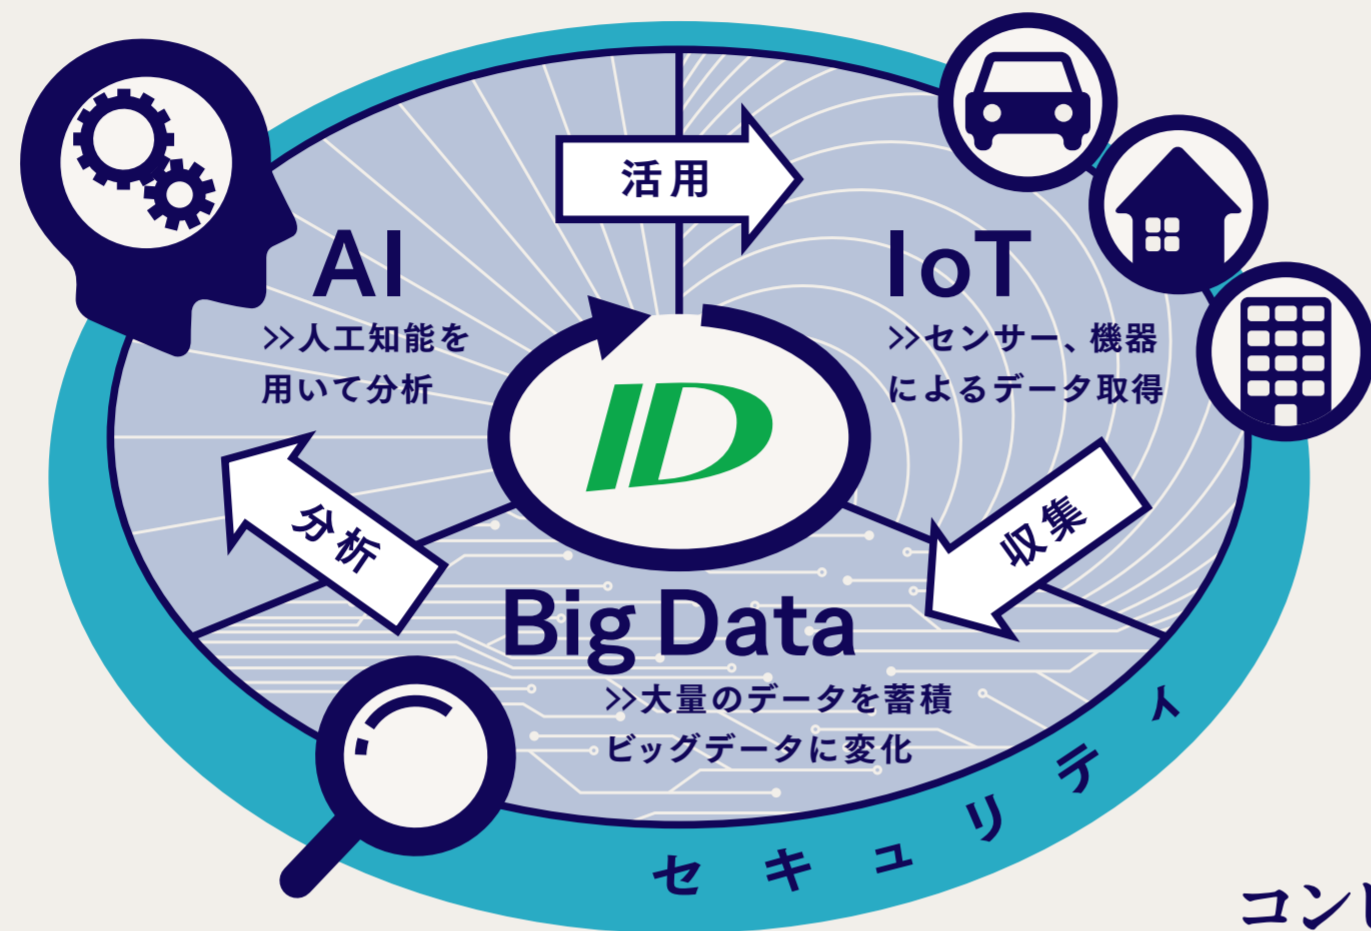 活用
AI
>>人工知能を
用いて分析
IoT
>>センサー、機器
によるデータ取得
ID
分析
収集
Big Data
>>大量のデータを蓄積
ビッグデータに変化
セキュリティ
コン